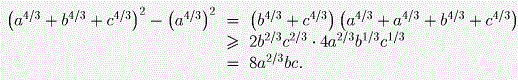 (a^{4/3} + b^{4/3} + c^{4/3})^2 − (a^{4/3})^2 = (b^{4/3} + c^{4/3})(a^{4/3} + a^{4/3} + b^{4/3} + c^{4/3})
⩾ 2b^{2/3}c^{2/3} · 4a^{2/3}b^{1/3}c^{1/3}
= 8a^{2/3}bc.